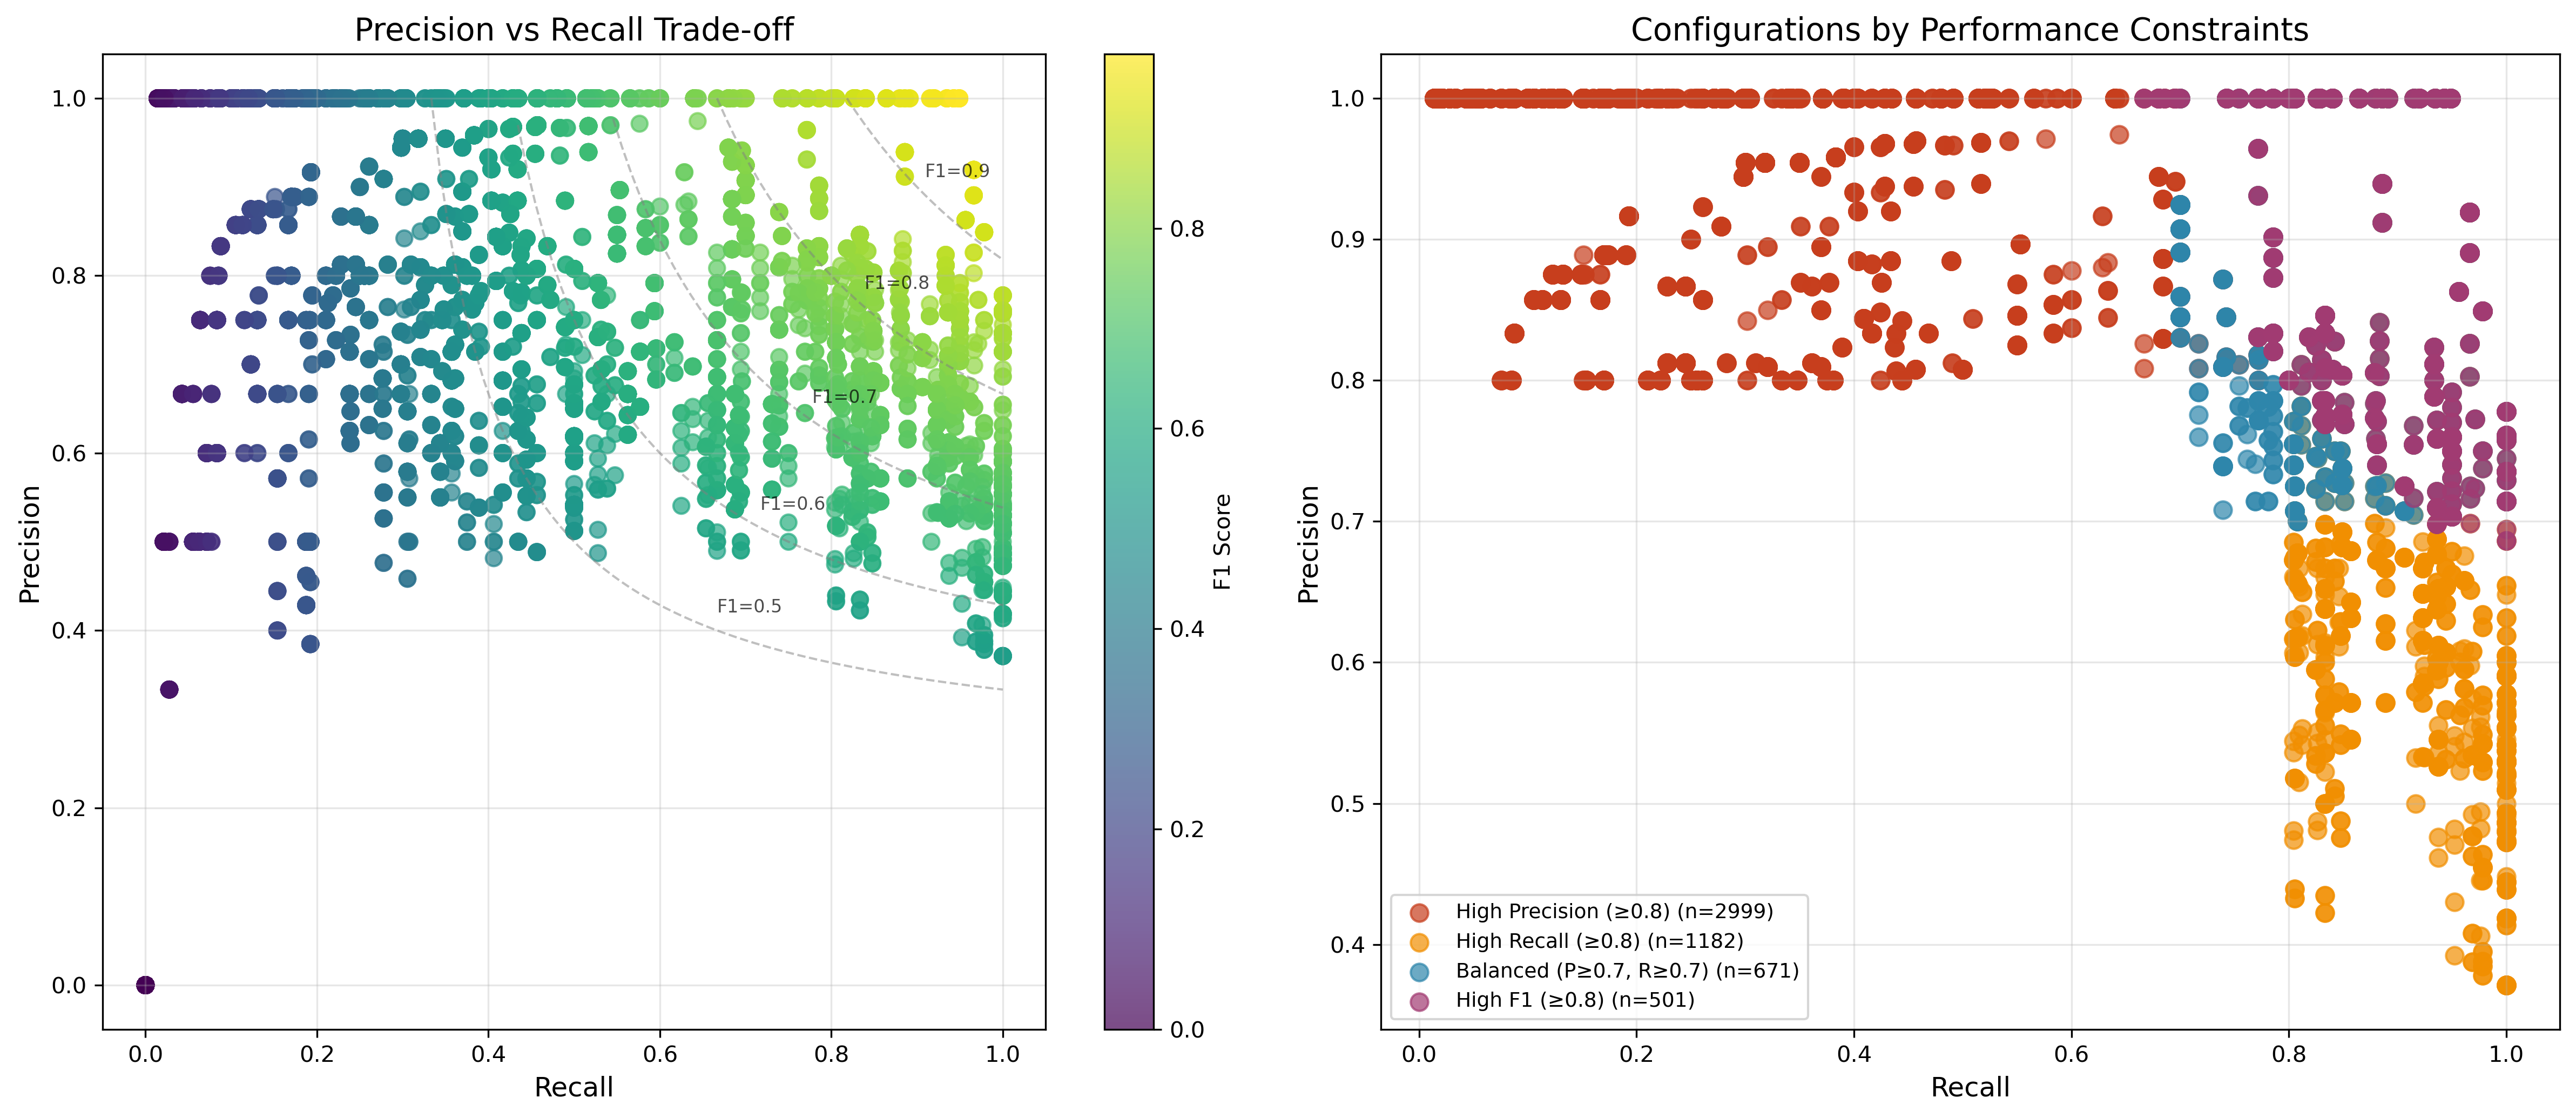 Precision vs Recall Trade-off
Precision
1.0
0.8
0.6
0.4
0.2
0.0
F1=0.9
F1=0.8
F1=0.7
F1=0.6
F1=0.5
0.0
0.2
0.4
0.6
0.8
1.0
Recall
0.8
0.6
0.4
0.2
0.0
F1 Score
Configurations by Performance Constraints
Precision
1.0
0.9
0.8
0.7
0.6
0.5
0.4
High Precision (≥0.8) (n=2999)
High Recall (≥0.8) (n=1182)
Balanced (P≥0.7, R≥0.7) (n=671)
High F1 (≥0.8) (n=501)
0.0
0.2
0.4
0.6
0.8
1.0
Recall